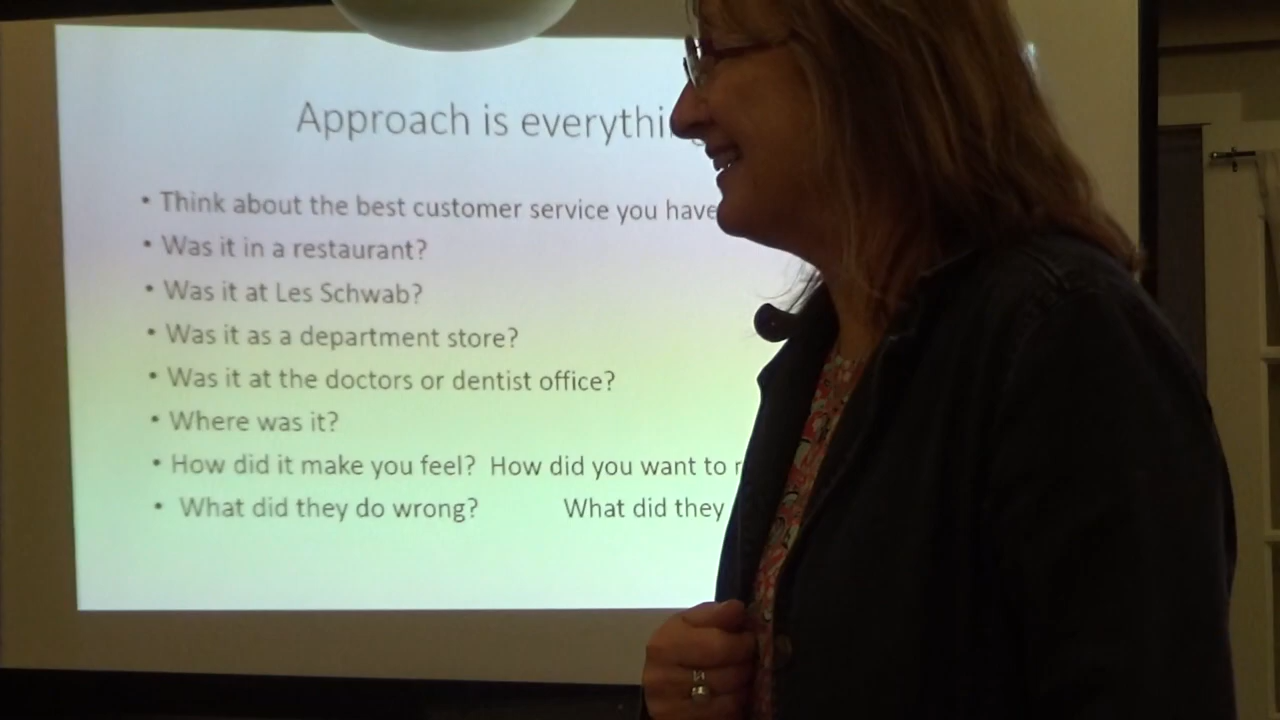 Approach is everythin
• Think about the best customer service you have
• Was it in a restaurant?
• Was it at Les Schwab?
• Was it as a department store?
• Was it at the doctors or dentist office?
• Where was it?
• How did it make you feel? How did you want to
• What did they do wrong? What did they